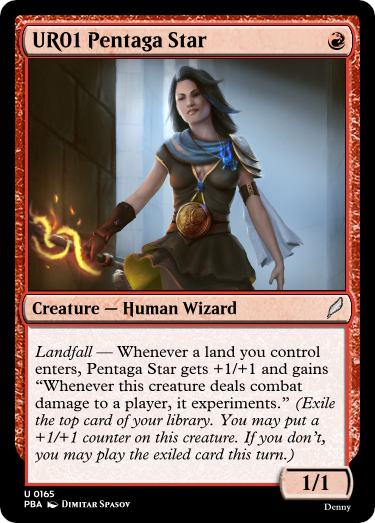 UR01 Pentaga Star
Creature — Human Wizard
Landfall — Whenever a land you control
enters, Pentaga Star gets +1/+1 and gains
“Whenever this creature deals combat
damage to a player, it experiments.” (Exile
the top card of your library. You may put a
+1/+1 counter on this creature. If you don’t,
you may play the exiled card this turn.)
1/1
U 0165
PBA Dimitar Spasov
Denny